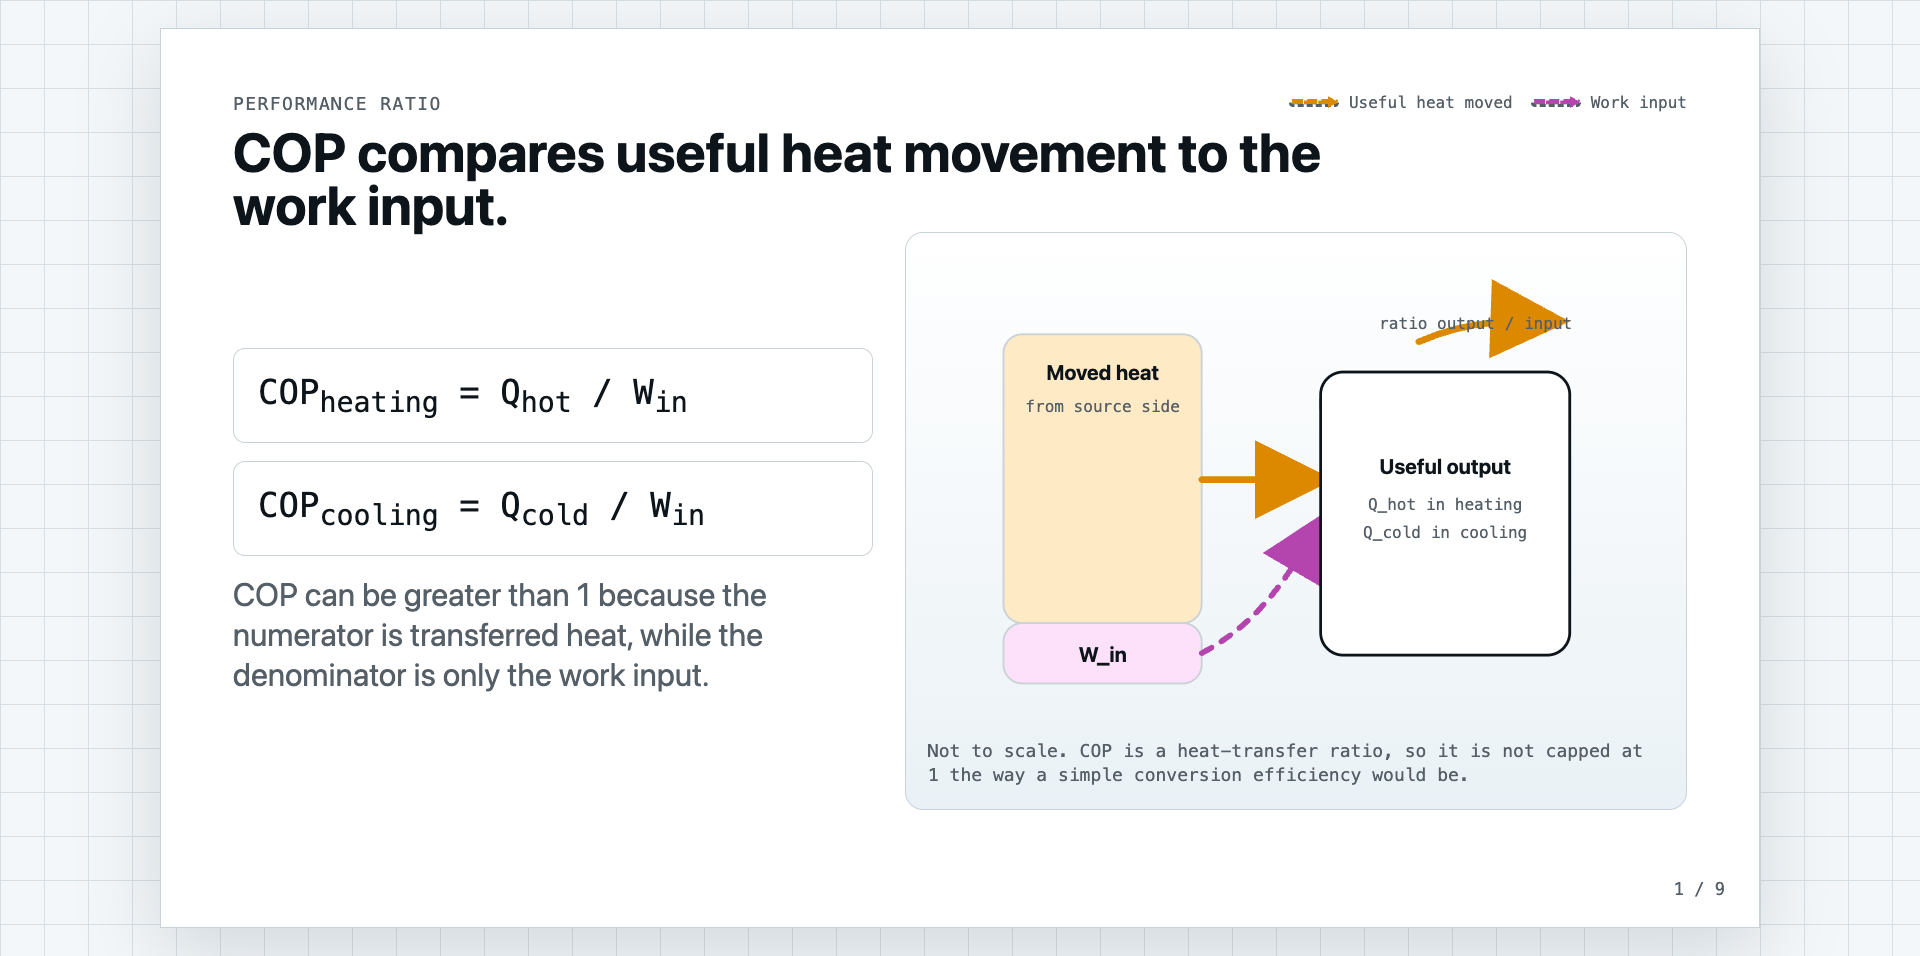 PERFORMANCE RATIO
Useful heat moved
Work input
COP compares useful heat movement to the
work input.
COPheating = Qhot / Win
COPcooling = Qcold / Win
COP can be greater than 1 because the
numerator is transferred heat, while the
denominator is only the work input.
ratio output / input
Moved heat
from source side
Useful output
Q_hot in heating
Q_cold in cooling
W_in
Not to scale. COP is a heat-transfer ratio, so it is not capped at
1 the way a simple conversion efficiency would be.
1 / 9